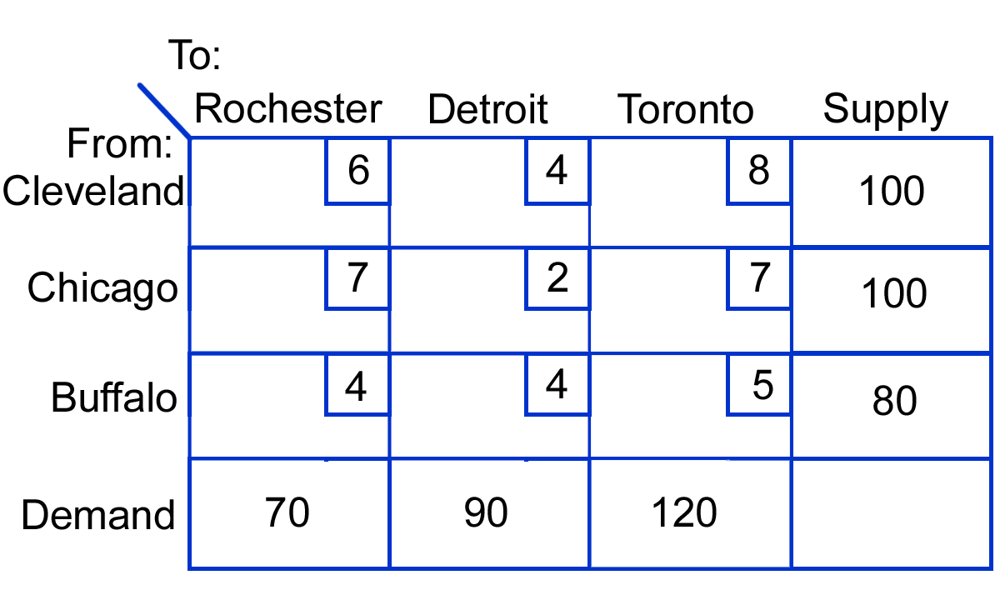 To:
Rochester Detroit Toronto Supply
From:
Cleveland 6 4 8 100
Chicago 7 2 7 100
Buffalo 4 4 5 80
Demand 70 90 120